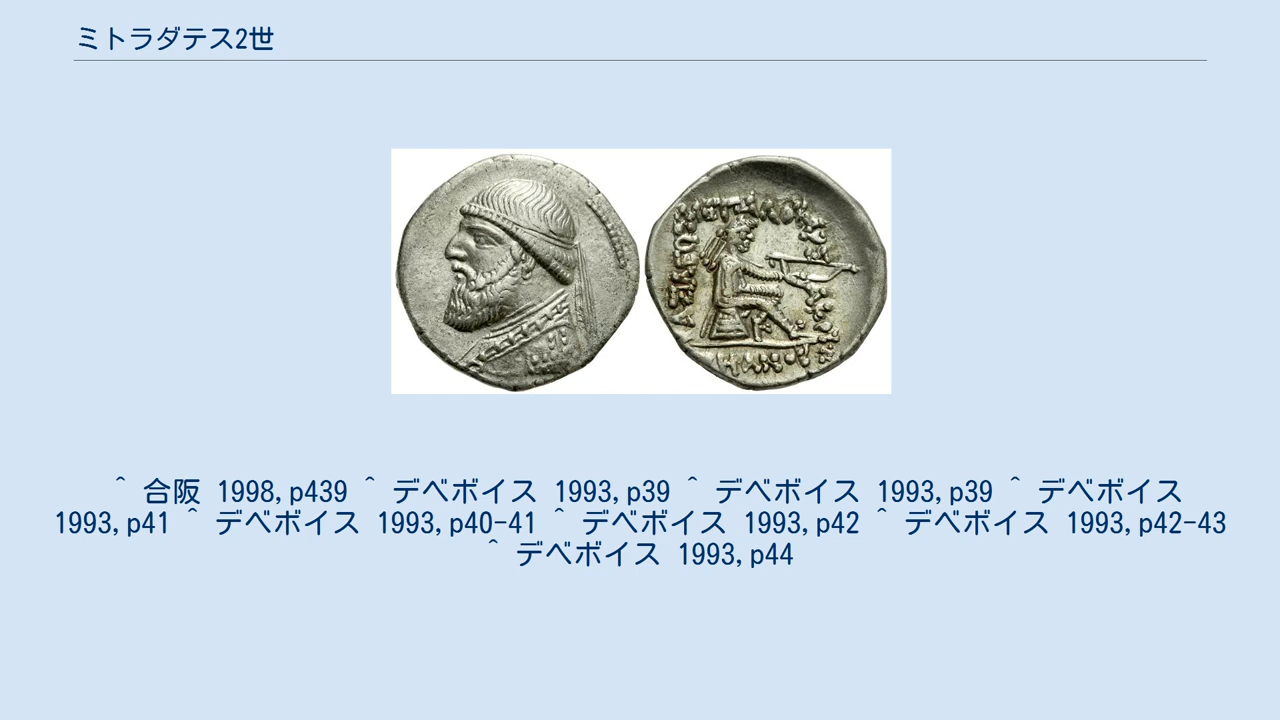 ミトラダテス2世
^ 合阪 1998,p439 ^ デベボイス 1993,p39 ^ デベボイス 1993,p39 ^ デベボイス
1993,p41 ^ デベボイス 1993,p40-41 ^ デベボイス 1993,p42 ^ デベボイス 1993,p42-43
^ デベボイス 1993,p44